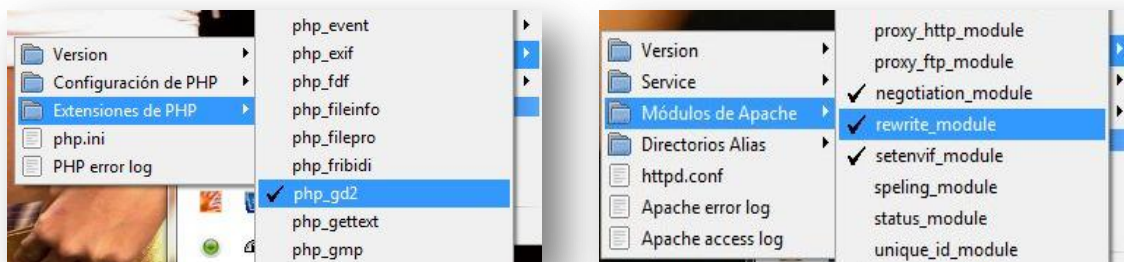 Version
Configuración de PHP
Extensiones de PHP
php.ini
PHP error log
php_event
php_exif
php_fdf
php_fileinfo
php_filepro
php_fribidi
php_gd2
php_gettext
php_gmp
Version
Service
Módulos de Apache
Directorios Alias
httpd.conf
Apache error log
Apache access log
proxy_http_module
proxy_ftp_module
negotiation_module
rewrite_module
setenvif_module
speling_module
status_module
unique_id_module